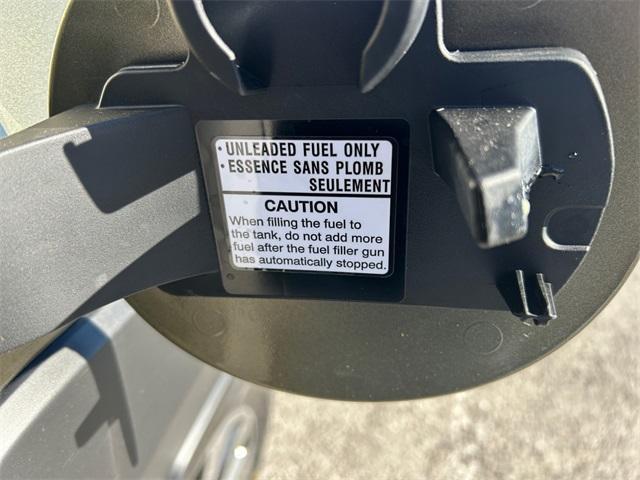 • UNLEADED FUEL ONLY
• ESSENCE SANS PLOMB
SEULEMENT
CAUTION
When filling the fuel to
the tank, do not add more
fuel after the fuel filler gun
has automatically stopped.